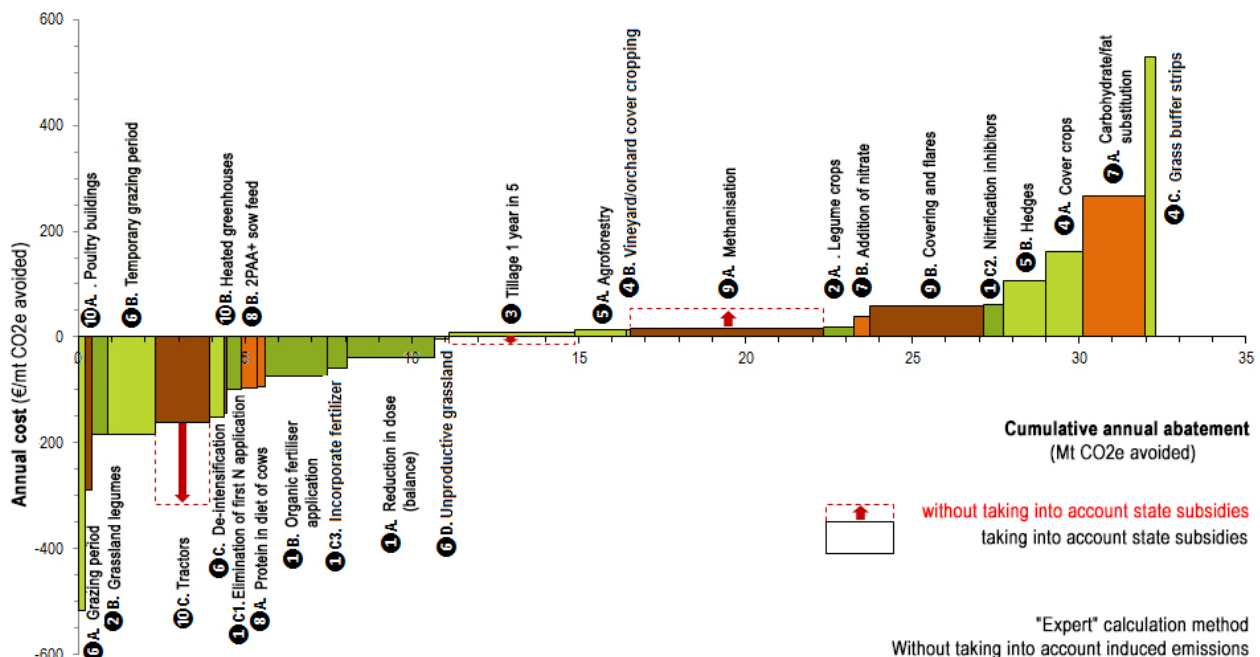 600
400
200
0
-200
-400
-600
Annual cost (€/mt CO2e avoided)
5
10
15
20
25
30
35
6 A. Grazing period
10 A. . Poultry buildings
2 B. Grassland legumes
6 B. Temporary grazing period
10 C. Tractors
6 C. De-intensification
10 B. Heated greenhouses
1 C1. Elimination of first N application
8 B. 2PAA+ sow feed
8 A. Protein in diet of cows
1 B. Organic fertiliser
application
1 C3. Incorporate fertilizer
1 A. Reduction in dose
(balance)
6 D. Unproductive grassland
3 Tillage 1 year in 5
5 A. Agroforestry
4 B. Vineyard/orchard cover cropping
9 A. Methanisation
2 A. . Legume crops
7 B. Addition of nitrate
9 B. Covering and flares
1 C2. Nitrification inhibitors
5 B. Hedges
4 A. Cover crops
7 A. Carbohydrate/fat
substitution
4 C. Grass buffer strips
Cumulative annual abatement
(Mt CO2e avoided)
without taking into account state subsidies
taking into account state subsidies
"Expert" calculation method
Without taking into account induced emissions